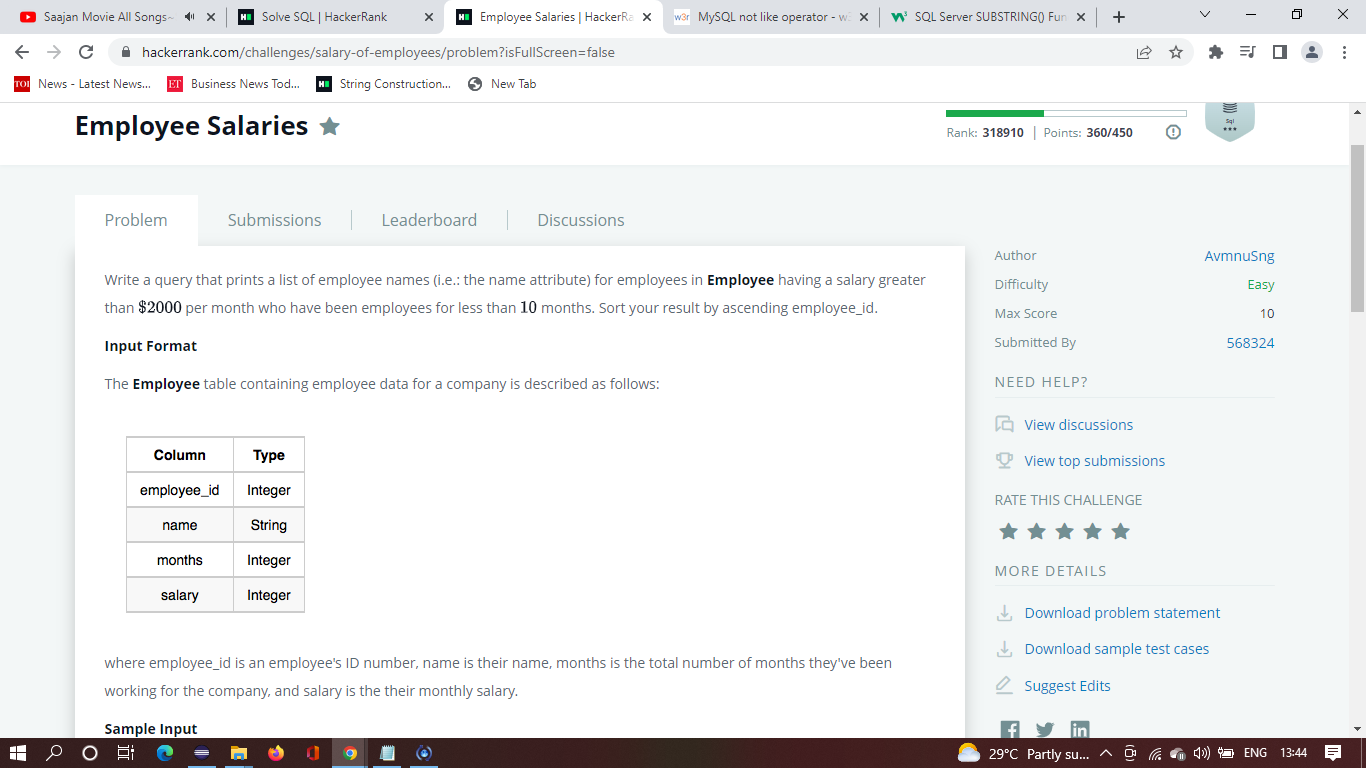 Saajan Movie All Songs
Solve SQL | HackerRank
Employee Salaries | HackerRa
MySQL not like operator - w
SQL Server SUBSTRING() Fun
hackerrank.com/challenges/salary-of-employees/problem?isFullScreen=false
TOI News - Latest News...
ET Business News Tod...
String Construction...
New Tab
Employee Salaries
Rank: 318910 | Points: 360/450
Sql
Problem
Submissions
Leaderboard
Discussions
Write a query that prints a list of employee names (i.e.: the name attribute) for employees in Employee having a salary greater
than $2000 per month who have been employees for less than 10 months. Sort your result by ascending employee_id.
Input Format
The Employee table containing employee data for a company is described as follows:
Column Type
employee_id Integer
name String
months Integer
salary Integer
where employee_id is an employee's ID number, name is their name, months is the total number of months they've been
working for the company, and salary is the their monthly salary.
Sample Input
Author AvmnuSng
Difficulty Easy
Max Score 10
Submitted By 568324
NEED HELP?
View discussions
View top submissions
RATE THIS CHALLENGE
MORE DETAILS
Download problem statement
Download sample test cases
Suggest Edits
29°C Partly su... ENG 13:44